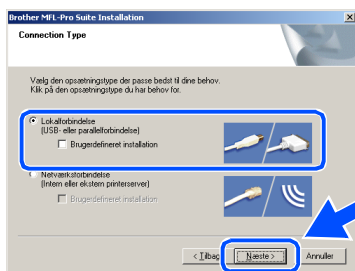 Brother MFL-Pro Suite Installation
Connection Type
Vælg den opsætningstype der passe bedst til dine behov.
Klik på den opsætningstype du har behov for.
Lokalforbindelse
(USB- eller parallelforbindelse)
Brugerdefineret installation
Netværksforbindelse
(Intern eller ekstern printerserver)
Brugerdefineret installation
< Tilbag Næste > Annuller